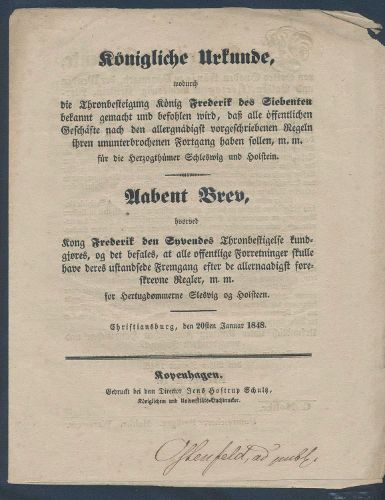 Königliche Urkunde,
wodurch
die Thronbesteigung König Frederik des Siebenten
bekannt gemacht und befohlen wird, daß alle öffentlichen
Geschäfte nach den allergnädigst vorgeschriebenen Regeln
ihren ununterbrochenen Fortgang haben sollen, m. m.
für die Herzogthümer Schleswig und Holstein.
Aabent Brev,
hvorved
Kong Frederik den Syvendes Thronbestigelse kund-
gjøres, og det befales, at alle offentlige Forretninger skulle
have deres ustandsede Fremgang efter de allernaadigst fore-
skrevne Regler, m. m.
for Hertugdømmerne Slesvig og Holsteen.
Christiansburg, den 20sten Januar 1848.
Kopenhagen.
Gedruckt bei dem Director Jens Hostrup Schultz,
Königlichem und Universitäts-Buchdrucker.
ad publ.